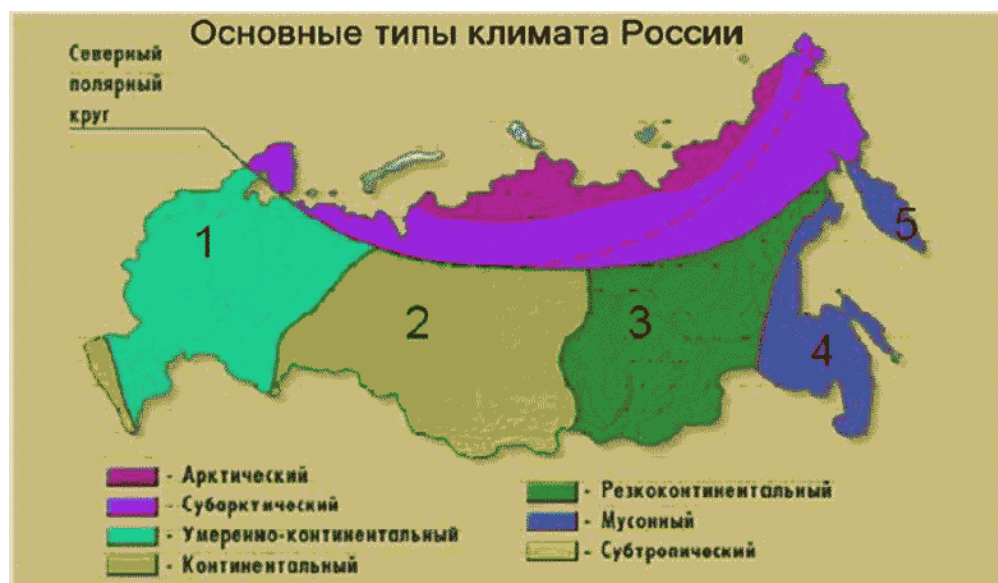 Основные типы климата России
Северный
полярный
круг
1
2
3
4
5
- Арктический
- Субарктический
- Умеренно-континентальный
- Континентальный
- Резкоконтинентальный
- Мусонный
- Субтропический